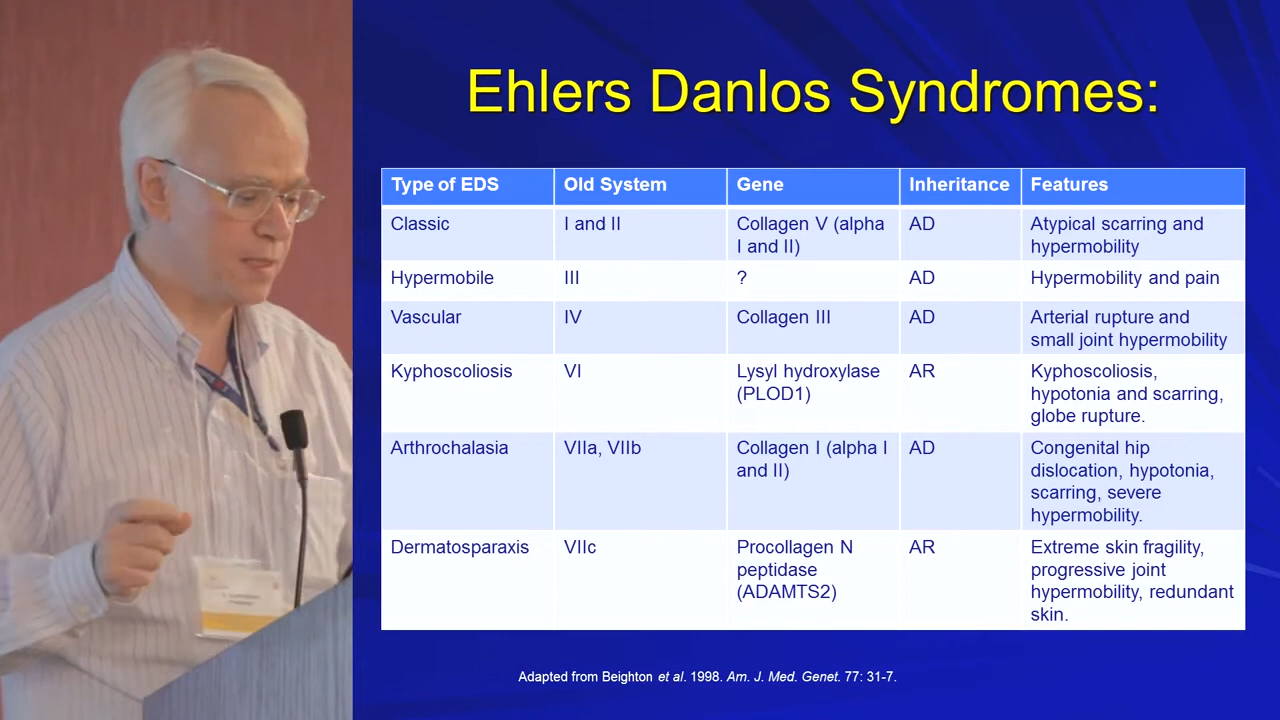 Ehlers Danlos Syndromes:
Type of EDS Old System Gene Inheritance Features
Classic I and II Collagen V (alpha AD Atypical scarring and
I and II) hypermobility
Hypermobile III ? AD Hypermobility and pain
Vascular IV Collagen III AD Arterial rupture and
small joint hypermobility
Kyphoscoliosis VI Lysyl hydroxylase AR Kyphoscoliosis,
(PLOD1) hypotonia and scarring,
globe rupture.
Arthrochalasia VIIa, VIIb Collagen I (alpha I AD Congenital hip
and II) dislocation, hypotonia,
scarring, severe
hypermobility.
Dermatosparaxis VIIc Procollagen N AR Extreme skin fragility,
peptidase progressive joint
(ADAMTS2) hypermobility, redundant
skin.
Adapted from Beighton et al. 1998. Am. J. Med. Genet. 77: 31-7.